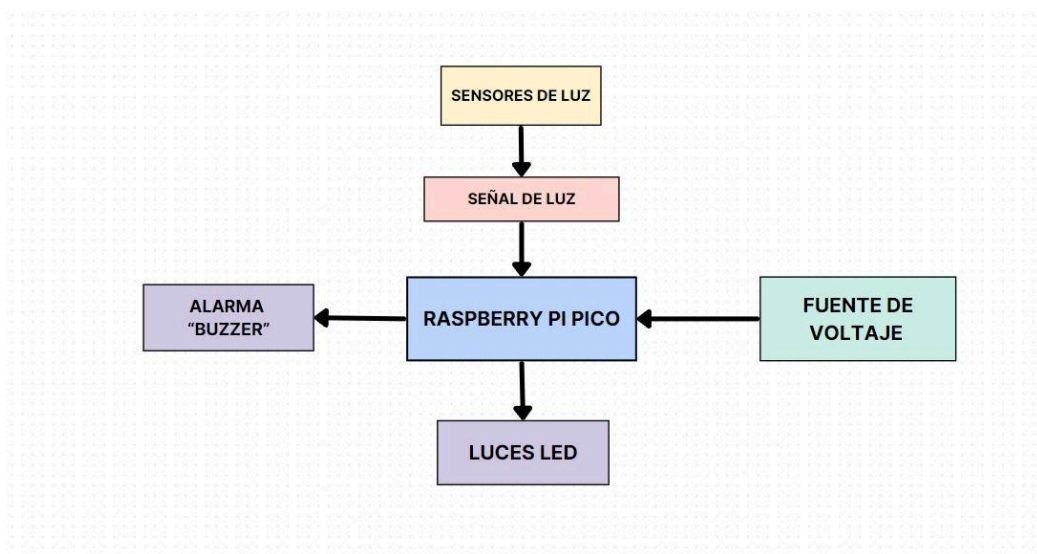 SENSORES DE LUZ
SEÑAL DE LUZ
ALARMA
“BUZZER”
RASPBERRY PI PICO
FUENTE DE
VOLTAJE
LUCES LED